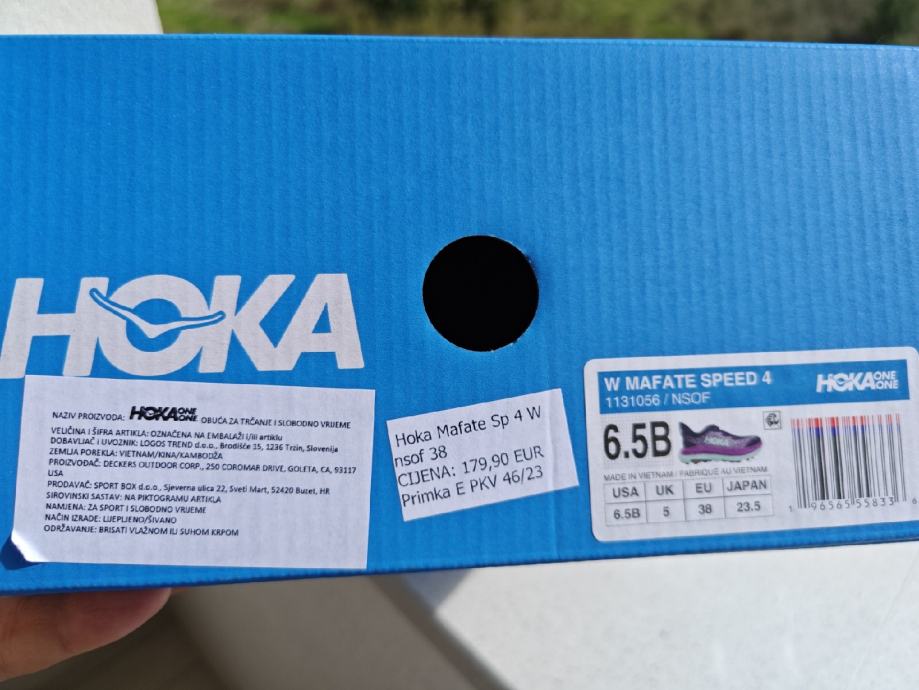 HOKA
NAZIV PROIZVODA: HOKA ONE ONE OBUĆA ZA TRČANJE I SLOBODNO VRIJEME
VELIČINA I ŠIFRA ARTIKLA: OZNAČENA NA EMBALAŽI I/ili artiklu
DOBAVLJAČ I UVOZNIK: LOGOS TREND d.o.o., Brodišče 15, 1236 Trzin, Slovenija
ZEMLJA POREKLA: VIETNAM/KINA/KAMBODŽA
PROIZVOĐAČ: DECKERS OUTDOOR CORP., 250 COROMAR DRIVE, GOLETA, CA, 93117
USA
PRODAVAČ: SPORT BOX d.o.o., Sjeverna ulica 22, Sveti Mart, 52420 Buzet, HR
SIROVINSKI SASTAV: NA PIKTOGRAMU ARTIKLA
NAMJENA: ZA SPORT I SLOBODNO VRIJEME
NAČIN IZRADE: LIJEPLJENO/ŠIVANO
ODRŽAVANJE: BRISATI VLAŽNOM ILI SUHOM KRPOM
Hoka Mafate Sp 4 W
nsof 38
CIJENA: 179,90 EUR
Primka E PKV 46/23
W MAFATE SPEED 4
1131056 / NSOF
HOKA ONE ONE
6.5B
HOKA
MADE IN VIETNAM / FABRIQUÉ AU VIETNAM
USA UK EU JAPAN
6.5B 5 38 23.5
1 96565 55833 6